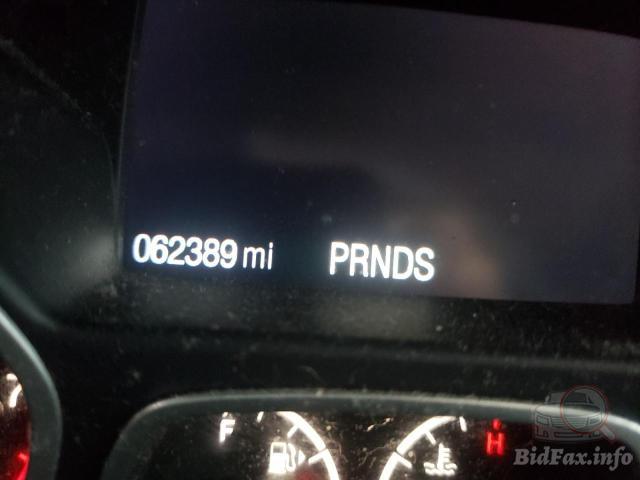 062389 mi PRNDS
F H
BidFax.info